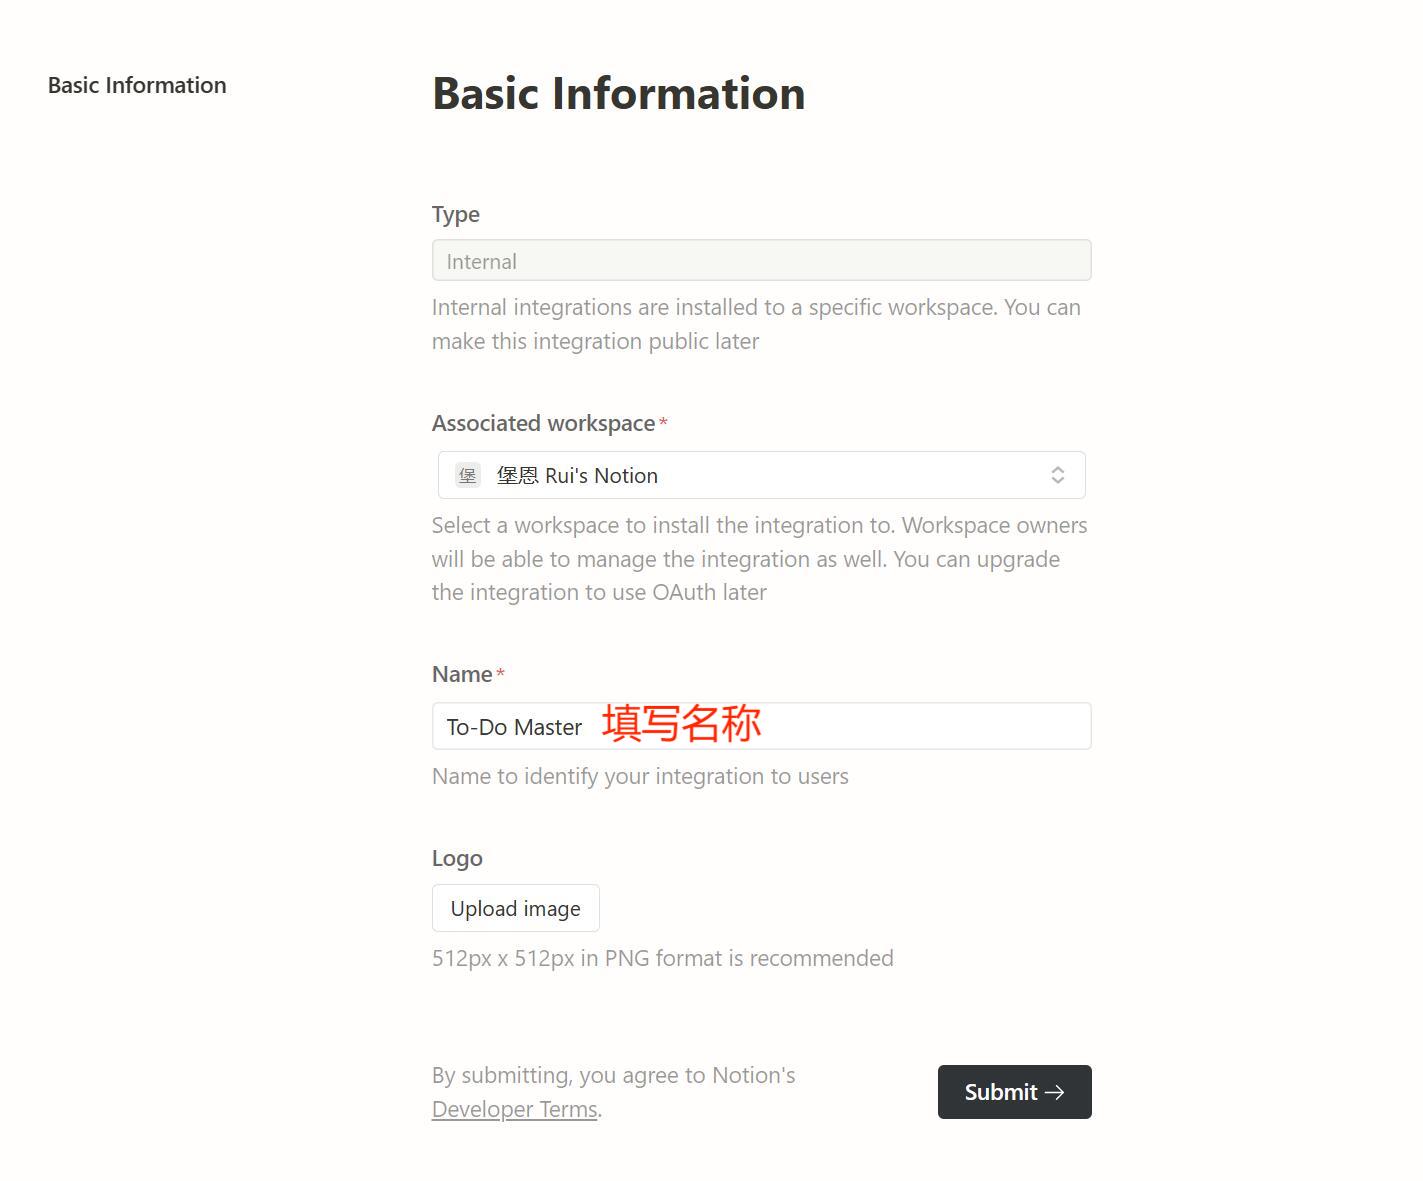 Basic Information
Basic Information
Type
Internal
Internal integrations are installed to a specific workspace. You can
make this integration public later
Associated workspace*
堡 堡恩 Rui's Notion
Select a workspace to install the integration to. Workspace owners
will be able to manage the integration as well. You can upgrade
the integration to use OAuth later
Name*
To-Do Master 填写名称
Name to identify your integration to users
Logo
Upload image
512px x 512px in PNG format is recommended
By submitting, you agree to Notion's
Developer Terms.
Submit →